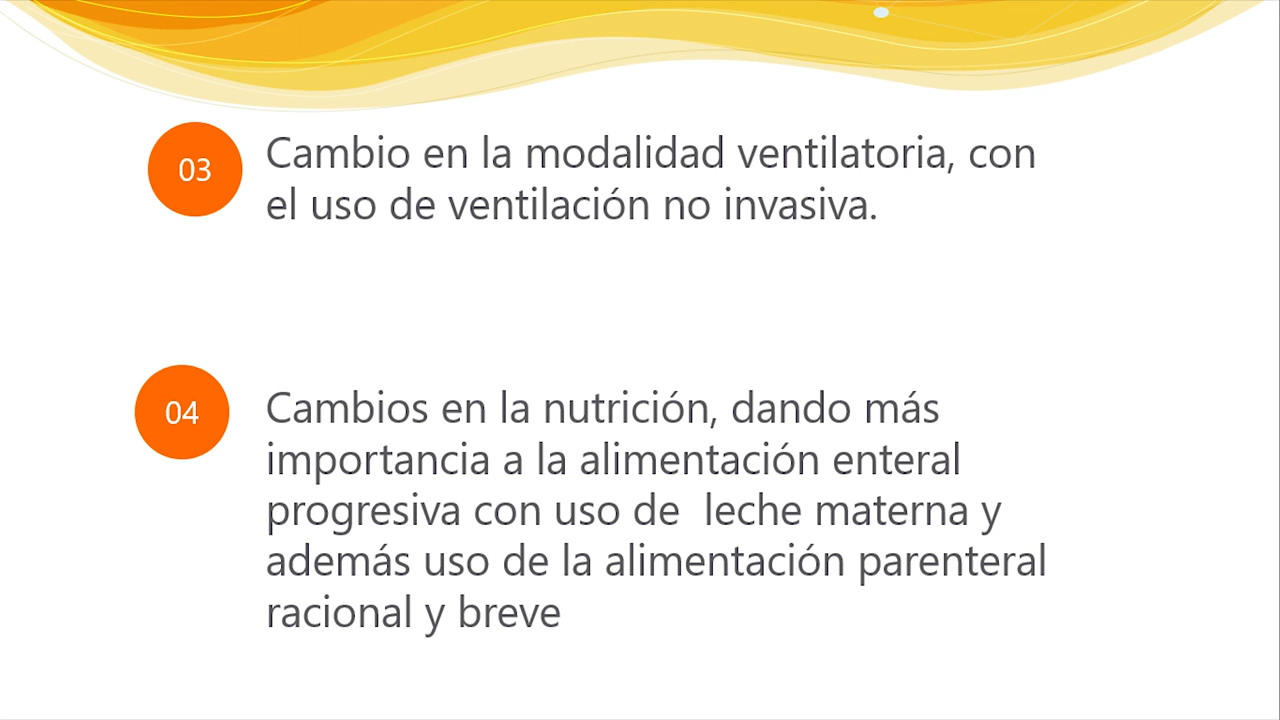 03
Cambio en la modalidad ventilatoria, con
el uso de ventilación no invasiva.
04
Cambios en la nutrición, dando más
importancia a la alimentación enteral
progresiva con uso de  leche materna y
además uso de la alimentación parenteral
racional y breve